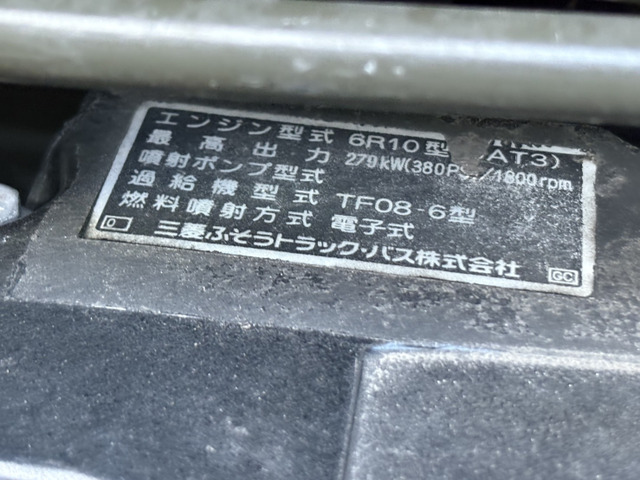 エンジン型式 6R10型 AT3)
最高出力 279kW(380P /1800rpm
噴射ポンプ型式
過給機型式 TF08-6型
燃料噴射方式 電子式
三菱ふそうトラック・バス株式会社 GC